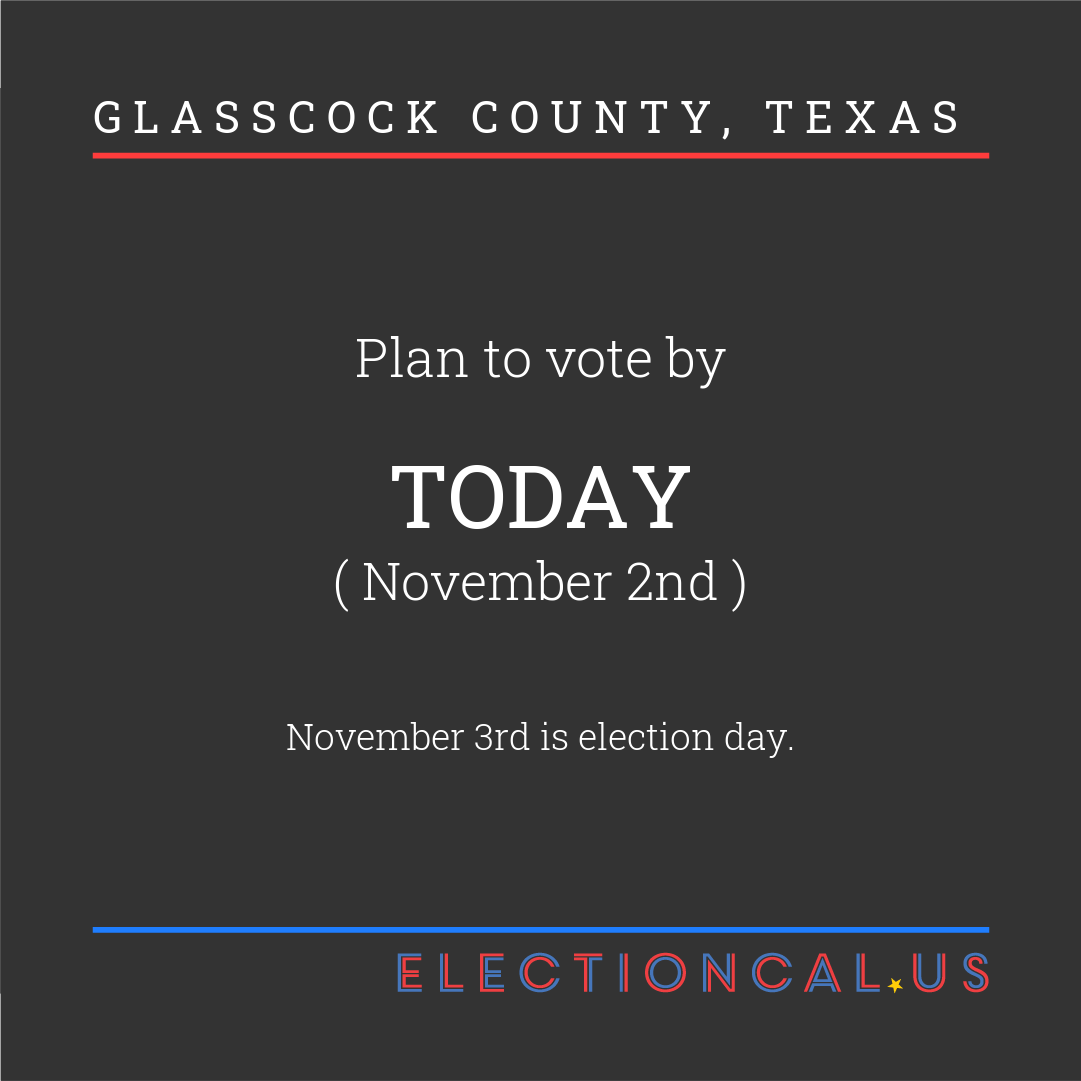 GLASSCOCK COUNTY, TEXAS
Plan to vote by
TODAY
( November 2nd )
November 3rd is election day.
ELECTIONCAL.US